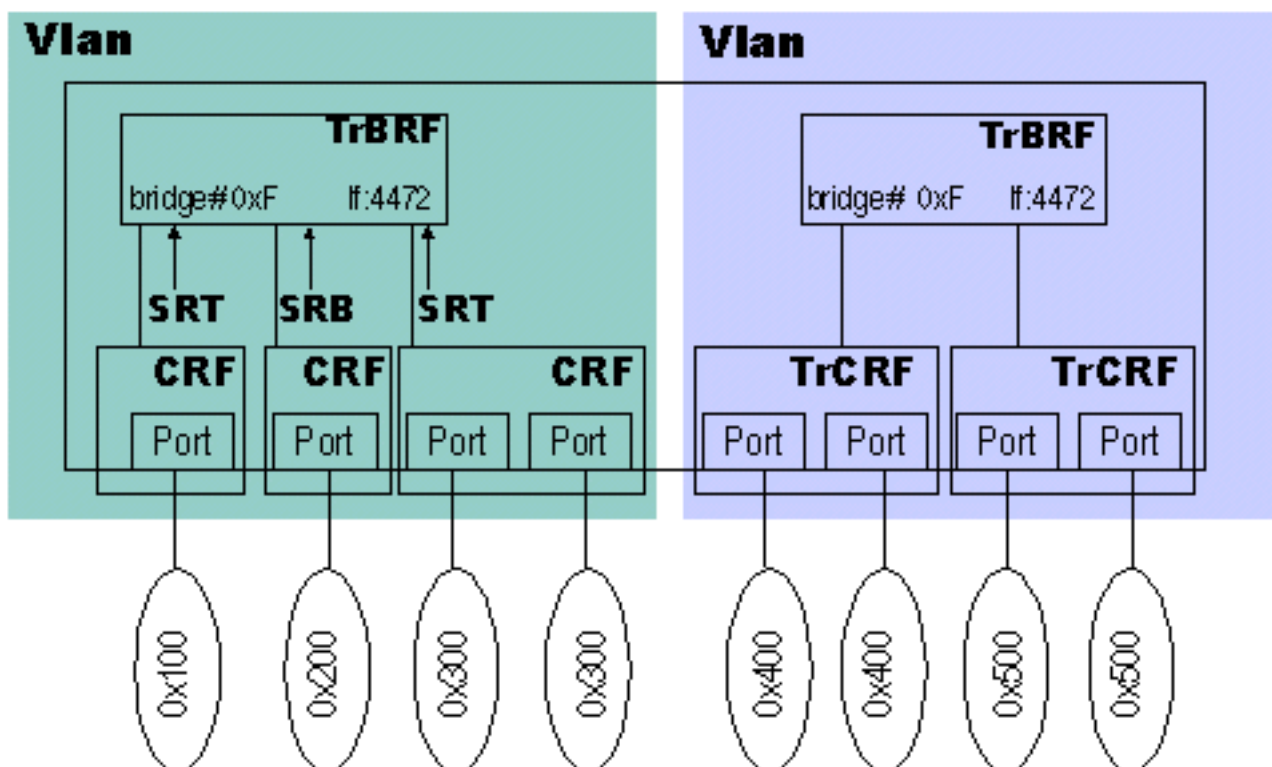 Vlan
Vlan
TrBRF
TrBRF
bridge# 0xF lf:4472
bridge# 0xF lf:4472
SRT SRB SRT
CRF CRF CRF
TrCRF TrCRF
Port Port Port Port
Port Port Port Port
0x100
0x200
0x300
0x300
0x400
0x400
0x500
0x500